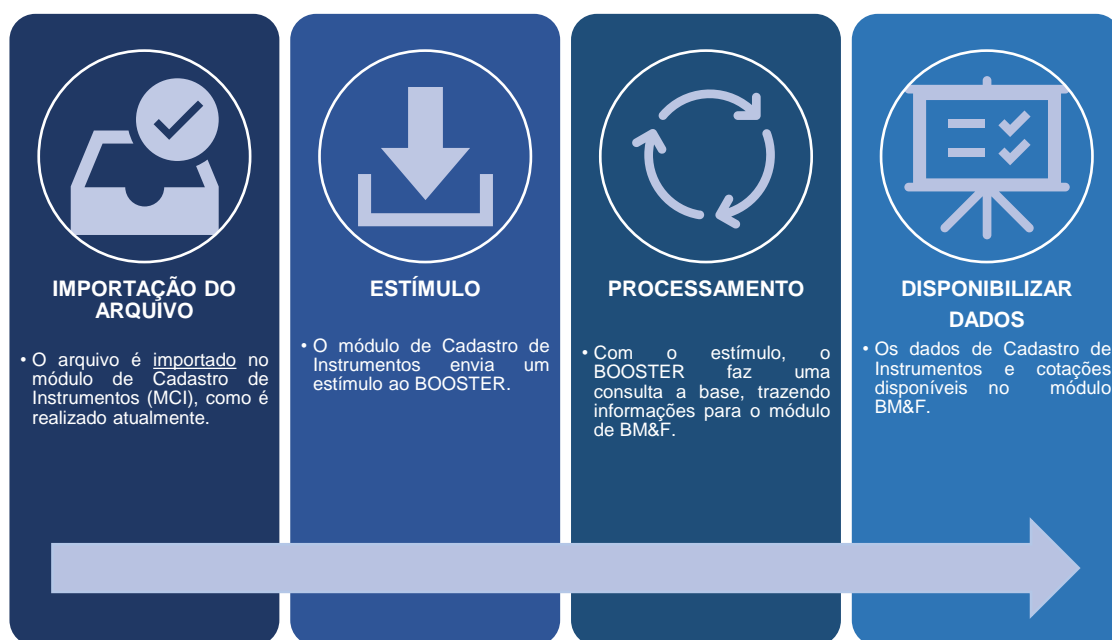 IMPORTAÇÃO DO
ARQUIVO
• O arquivo é importado no
módulo de Cadastro de
Instrumentos (MCI), como é
realizado atualmente.
ESTÍMULO
• O módulo de Cadastro de
Instrumentos envia um
estímulo ao BOOSTER.
PROCESSAMENTO
• Com o estímulo, o
BOOSTER faz uma
consulta a base, trazendo
informações para o módulo
de BM&F.
DISPONIBILIZAR
DADOS
• Os dados de Cadastro de
Instrumentos e cotações
disponíveis no módulo
BM&F.